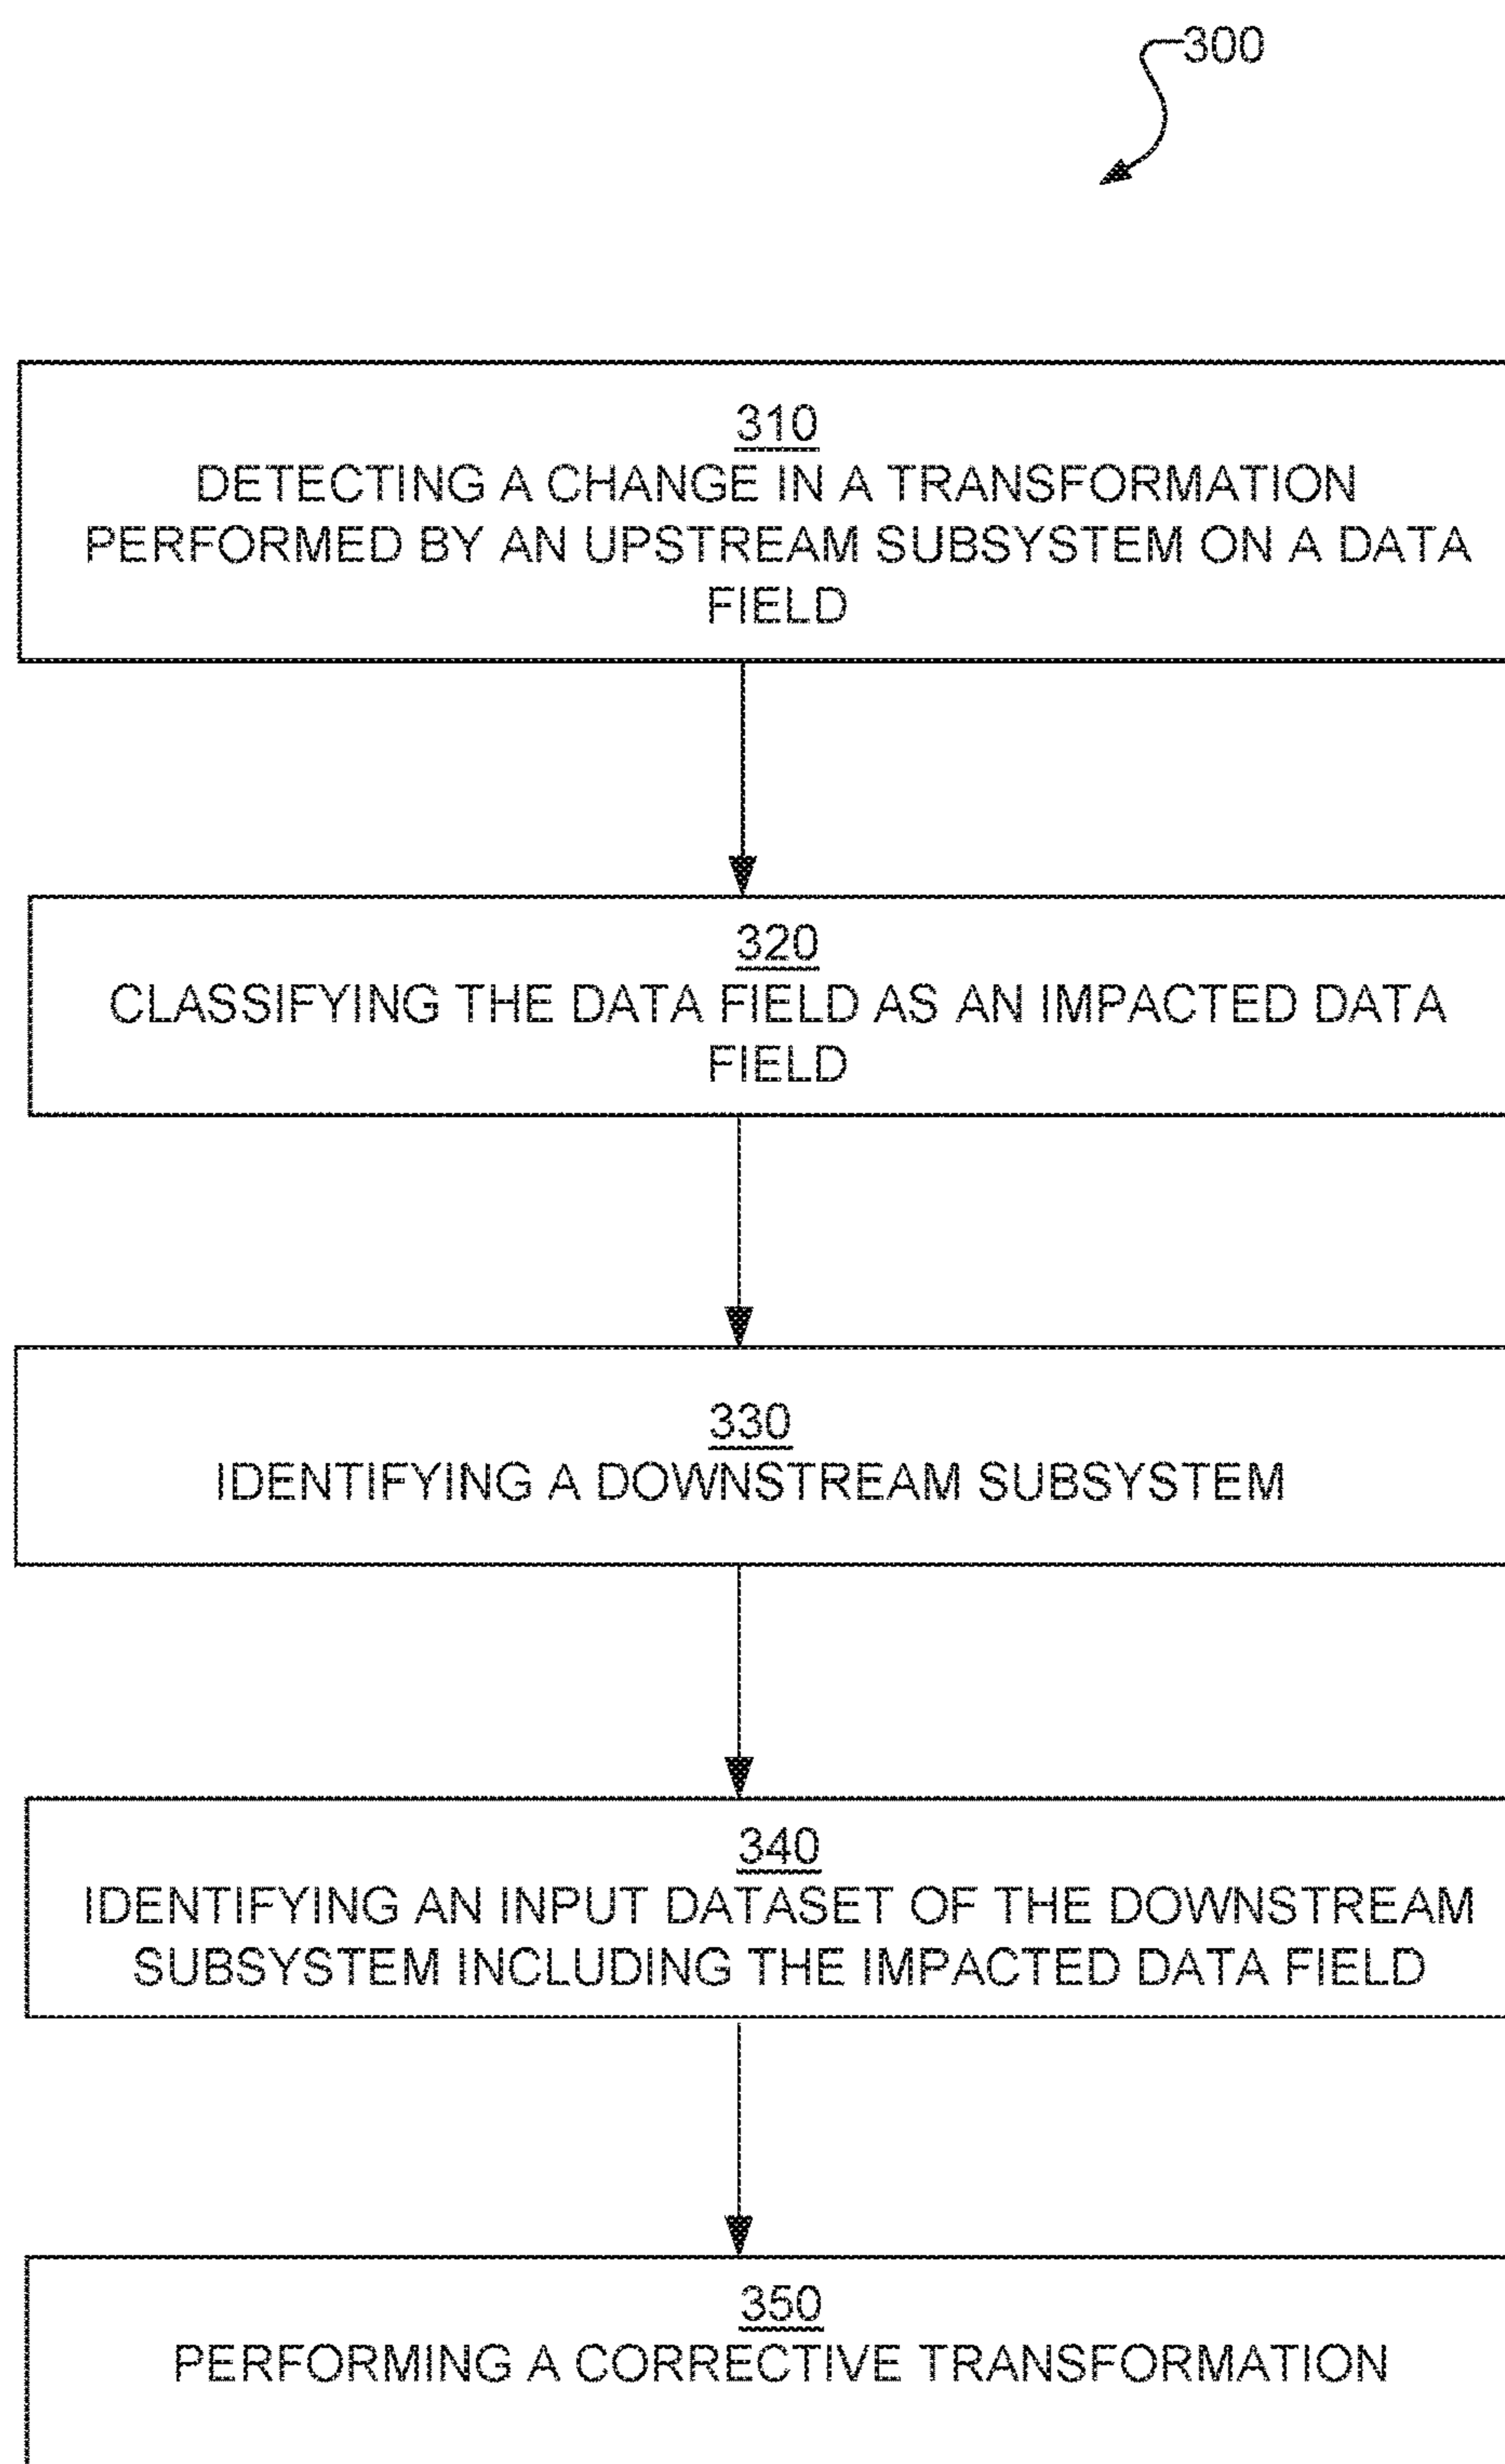 300
310
DETECTING A CHANGE IN A TRANSFORMATION
PERFORMED BY AN UPSTREAM SUBSYSTEM ON A DATA
FIELD
320
CLASSIFYING THE DATA FIELD AS AN IMPACTED DATA
FIELD
330
IDENTIFYING A DOWNSTREAM SUBSYSTEM
340
IDENTIFYING AN INPUT DATASET OF THE DOWNSTREAM
SUBSYSTEM INCLUDING THE IMPACTED DATA FIELD
350
PERFORMING A CORRECTIVE TRANSFORMATION